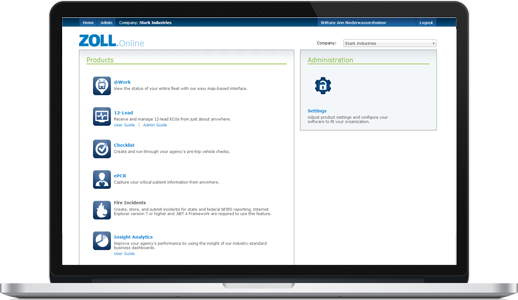 Home Admin Company: Stark Industries Brittany Ann Niederwassersheimer Logout
ZOLL.Online
Company: Stark Industries
Products
@Work
View the status of your entire fleet with our easy map-based interface.
12-Lead
Receive and manage 12-lead ECGs from just about anywhere.
User Guide | Admin Guide
Checklist
Create and run through your agency's pre-trip vehicle checks.
ePCR
Capture your critical patient information from anywhere.
Fire Incidents
Create, store, and submit incidents for state and federal NFIRS reporting. Internet
Explorer version 7 or higher and .NET 4 Framework are required to use this feature.
Insight Analytics
Improve your agency's performance by using the insight of our industry-standard
business dashboards.
User Guide
Administration
a
Settings
Adjust product settings and configure your
software to fit your organization.